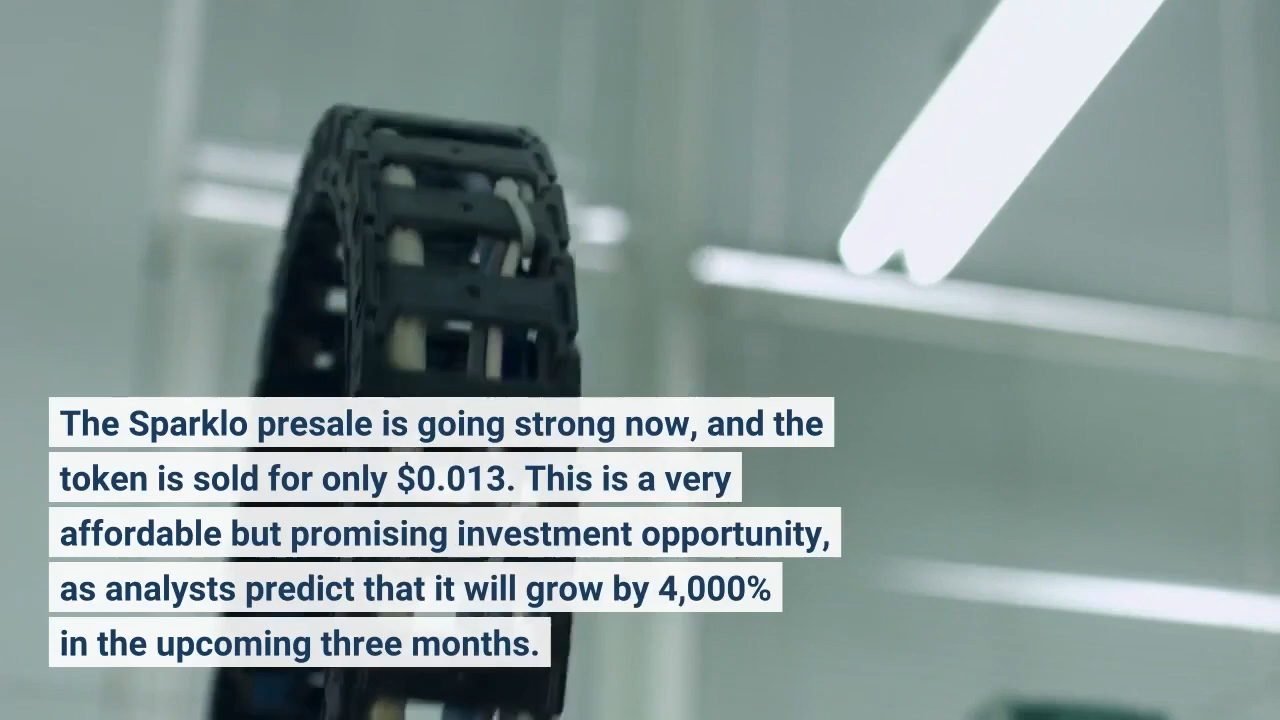 The Sparklo presale is going strong now, and the
token is sold for only $0.013. This is a very
affordable but promising investment opportunity,
as analysts predict that it will grow by 4,000%
in the upcoming three months.